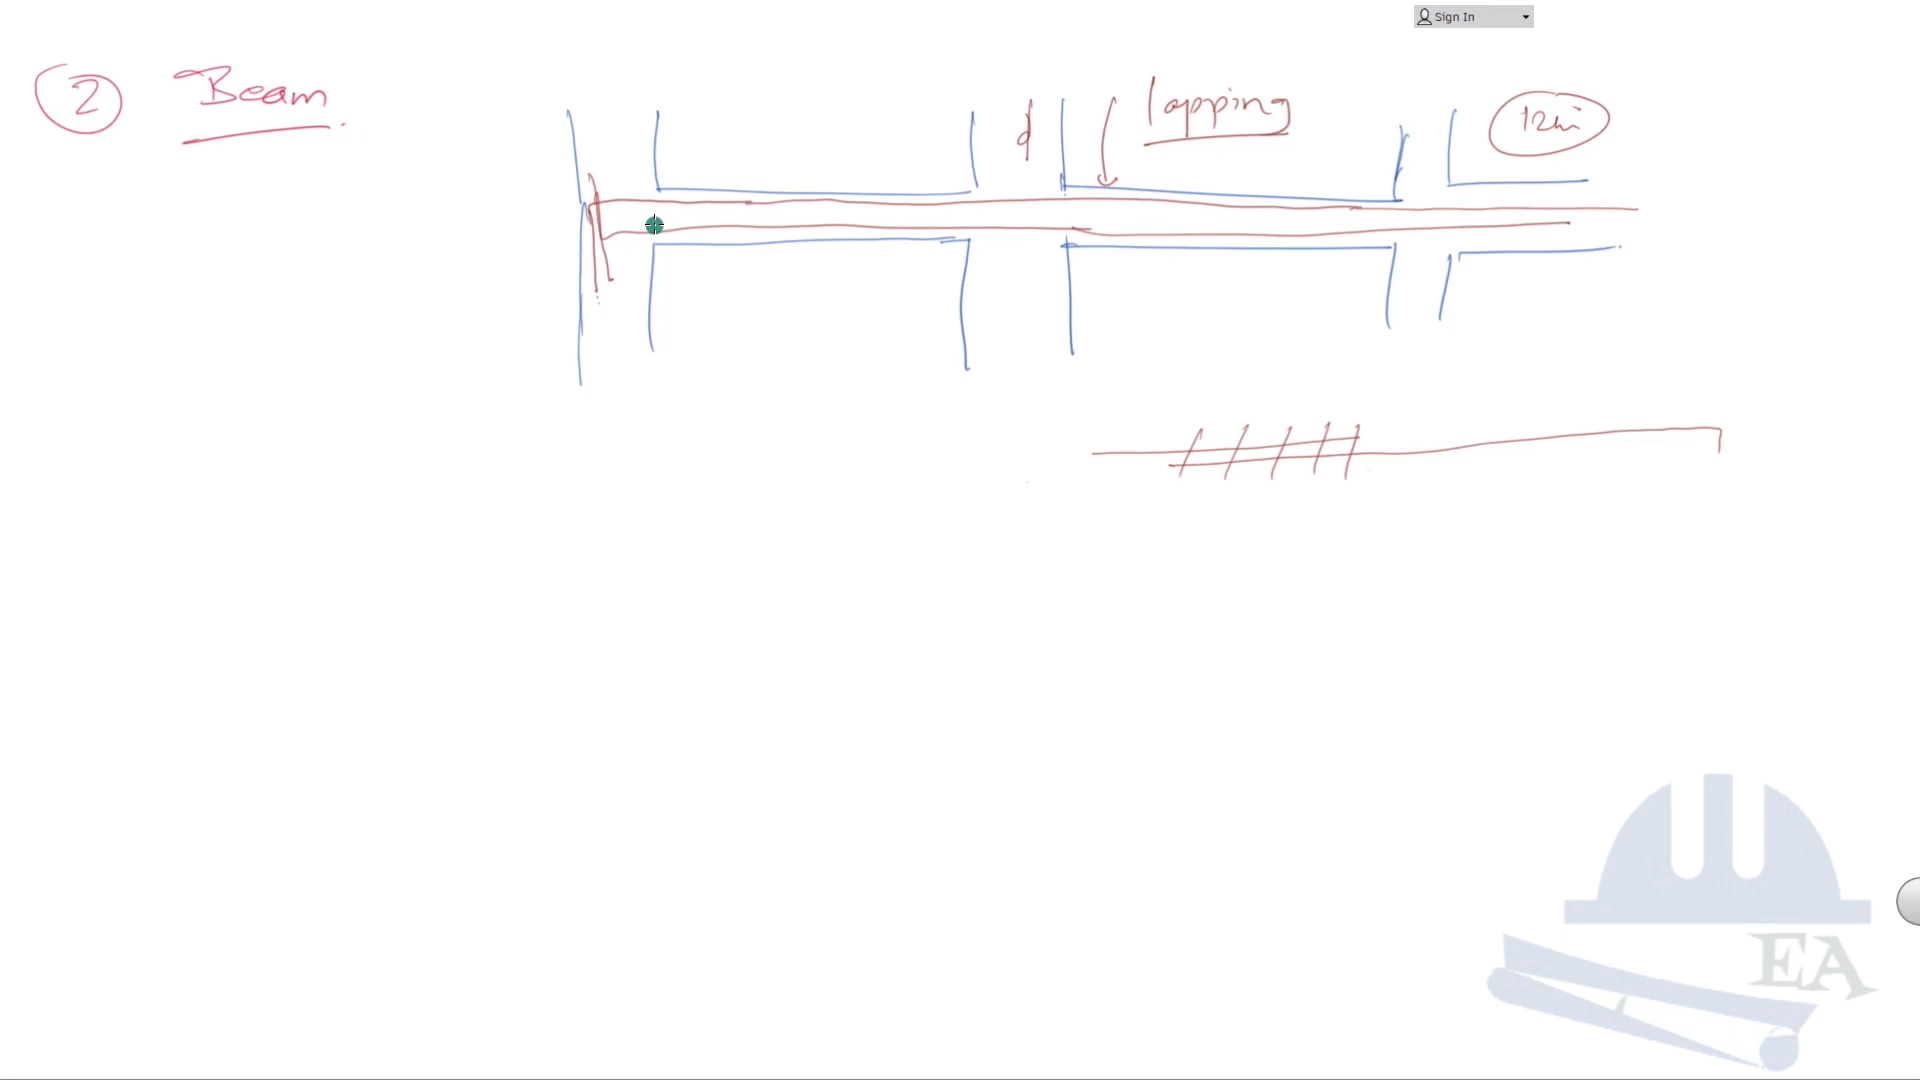 Sign In
② Beam
d
lapping
12m
EA